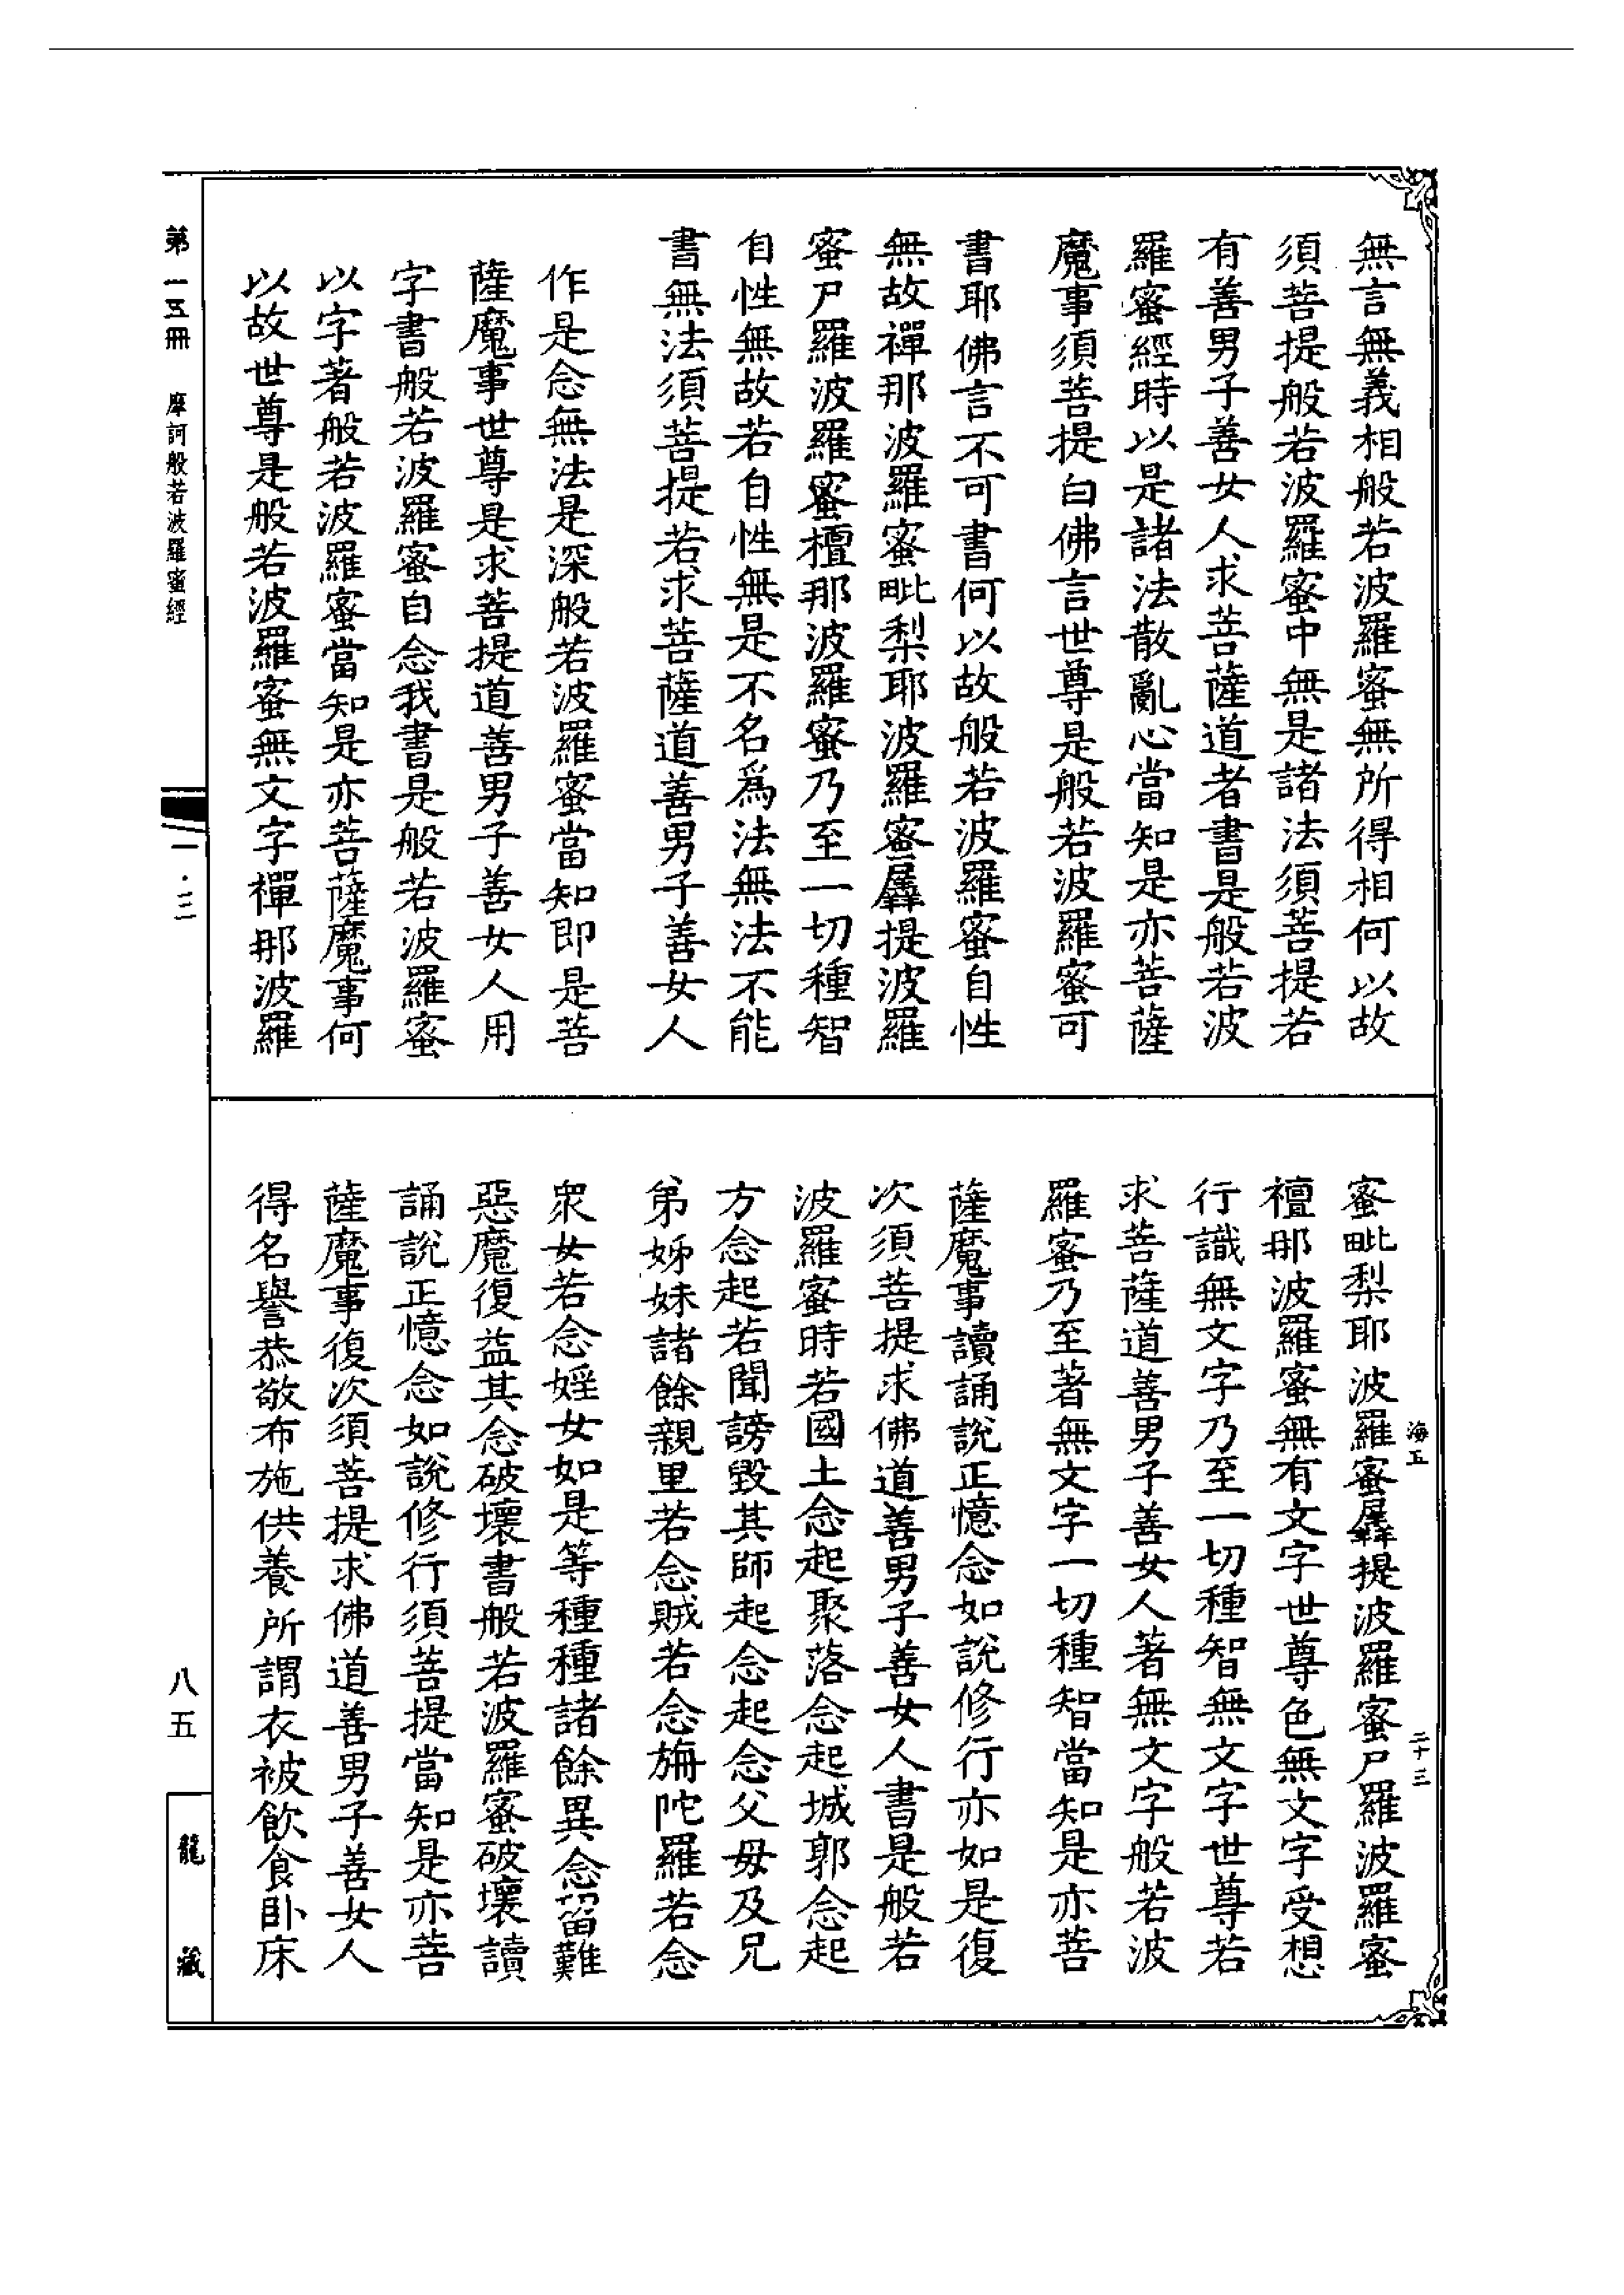 無言無義相般若波羅蜜無所得相何以故
須菩提般若波羅蜜中無是諸法須菩提若
有善男子善女人求菩薩道者書是般若波
羅蜜經時以是諸法散亂心當知是亦菩薩
魔事須菩提白佛言世尊是般若波羅蜜可
書耶佛言不可書何以故般若波羅蜜自性
無故禪那波羅蜜毗梨耶波羅蜜羼提波羅
蜜尸羅波羅蜜檀那波羅蜜乃至一切種智
自性無故若自性無是不名為法無法不能
書無法須菩提若求菩薩道善男子善女人
作是念無法是深般若波羅蜜當知即是菩
薩魔事世尊是求菩提道善男子善女人用
字書般若波羅蜜自念我書是般若波羅蜜
以字著般若波羅蜜當知是亦菩薩魔事何
以故世尊是般若波羅蜜無文字禪那波羅
蜜毗梨耶波羅蜜羼提波羅蜜尸羅波羅蜜
檀那波羅蜜無有文字世尊色無文字受想
行識無文字乃至一切種智無文字世尊若
求菩薩道善男子善女人著無文字般若波
羅蜜乃至著無文字一切種智當知是亦菩
薩魔事讀誦說正憶念如說修行亦如是復
次須菩提求佛道善男子善女人書是般若
波羅蜜時若國土念起聚落念起城郭念起
方念起若聞謗毀其師起念起念父母及兄
弟姊妹諸餘親里若念賊若念旃陀羅若念
眾女若念婬女如是等種種諸餘異念留難
惡魔復益其念破壞書般若波羅蜜破壞讀
誦說正憶念如說修行須菩提當知是亦菩
薩魔事復次須菩提求佛道善男子善女人
得名譽恭敬布施供養所謂衣被飲食臥床
海五
二十三
第一五冊
摩訶般若波羅蜜經
八五
龍藏